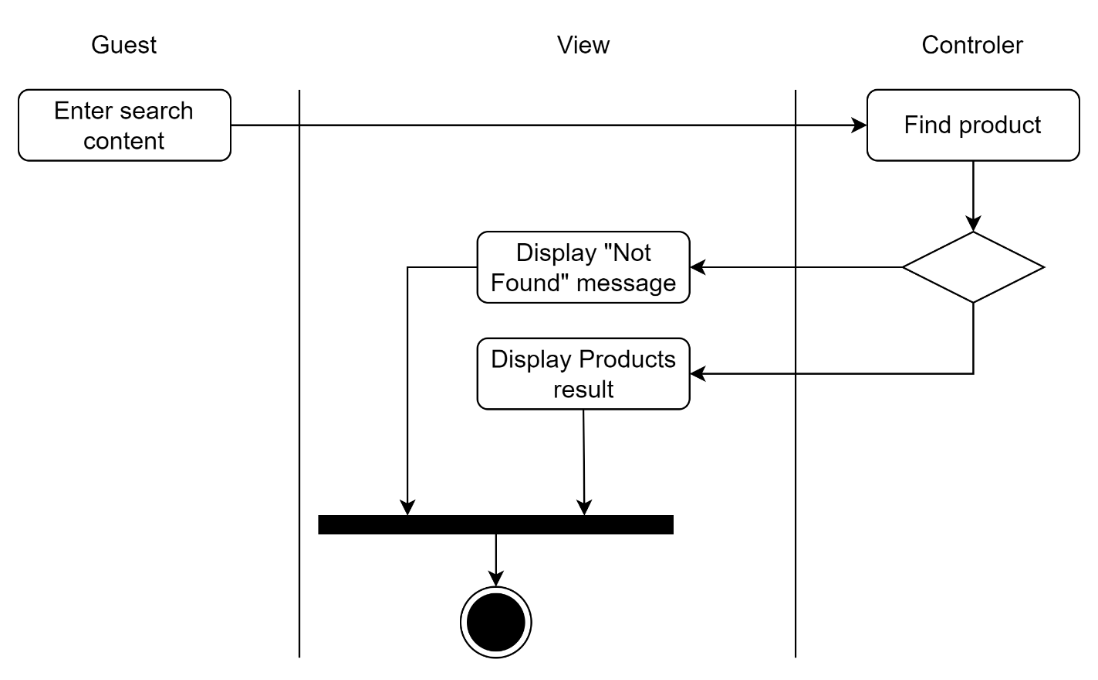 Guest
View
Controler
Enter search
content
Find product
Display "Not
Found" message
Display Products
result